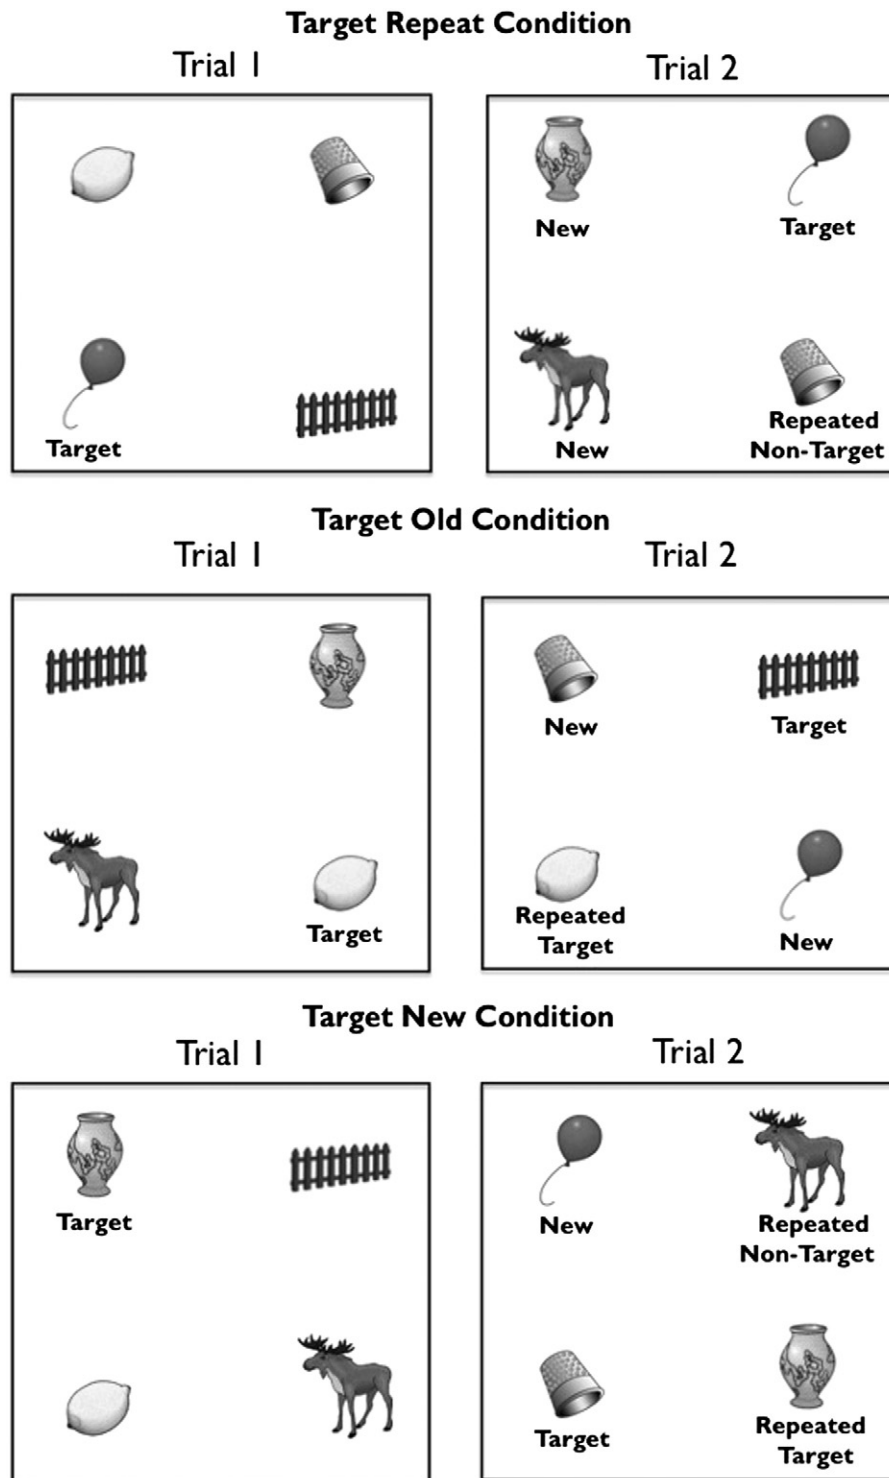 Target Repeat Condition
Trial 1
Trial 2
New
Target
Target
New
Repeated
Non-Target
Target Old Condition
Trial 1
Trial 2
New
Target
Target
Repeated
Target
New
Target New Condition
Trial 1
Trial 2
Target
New
Repeated
Non-Target
Target
Repeated
Target